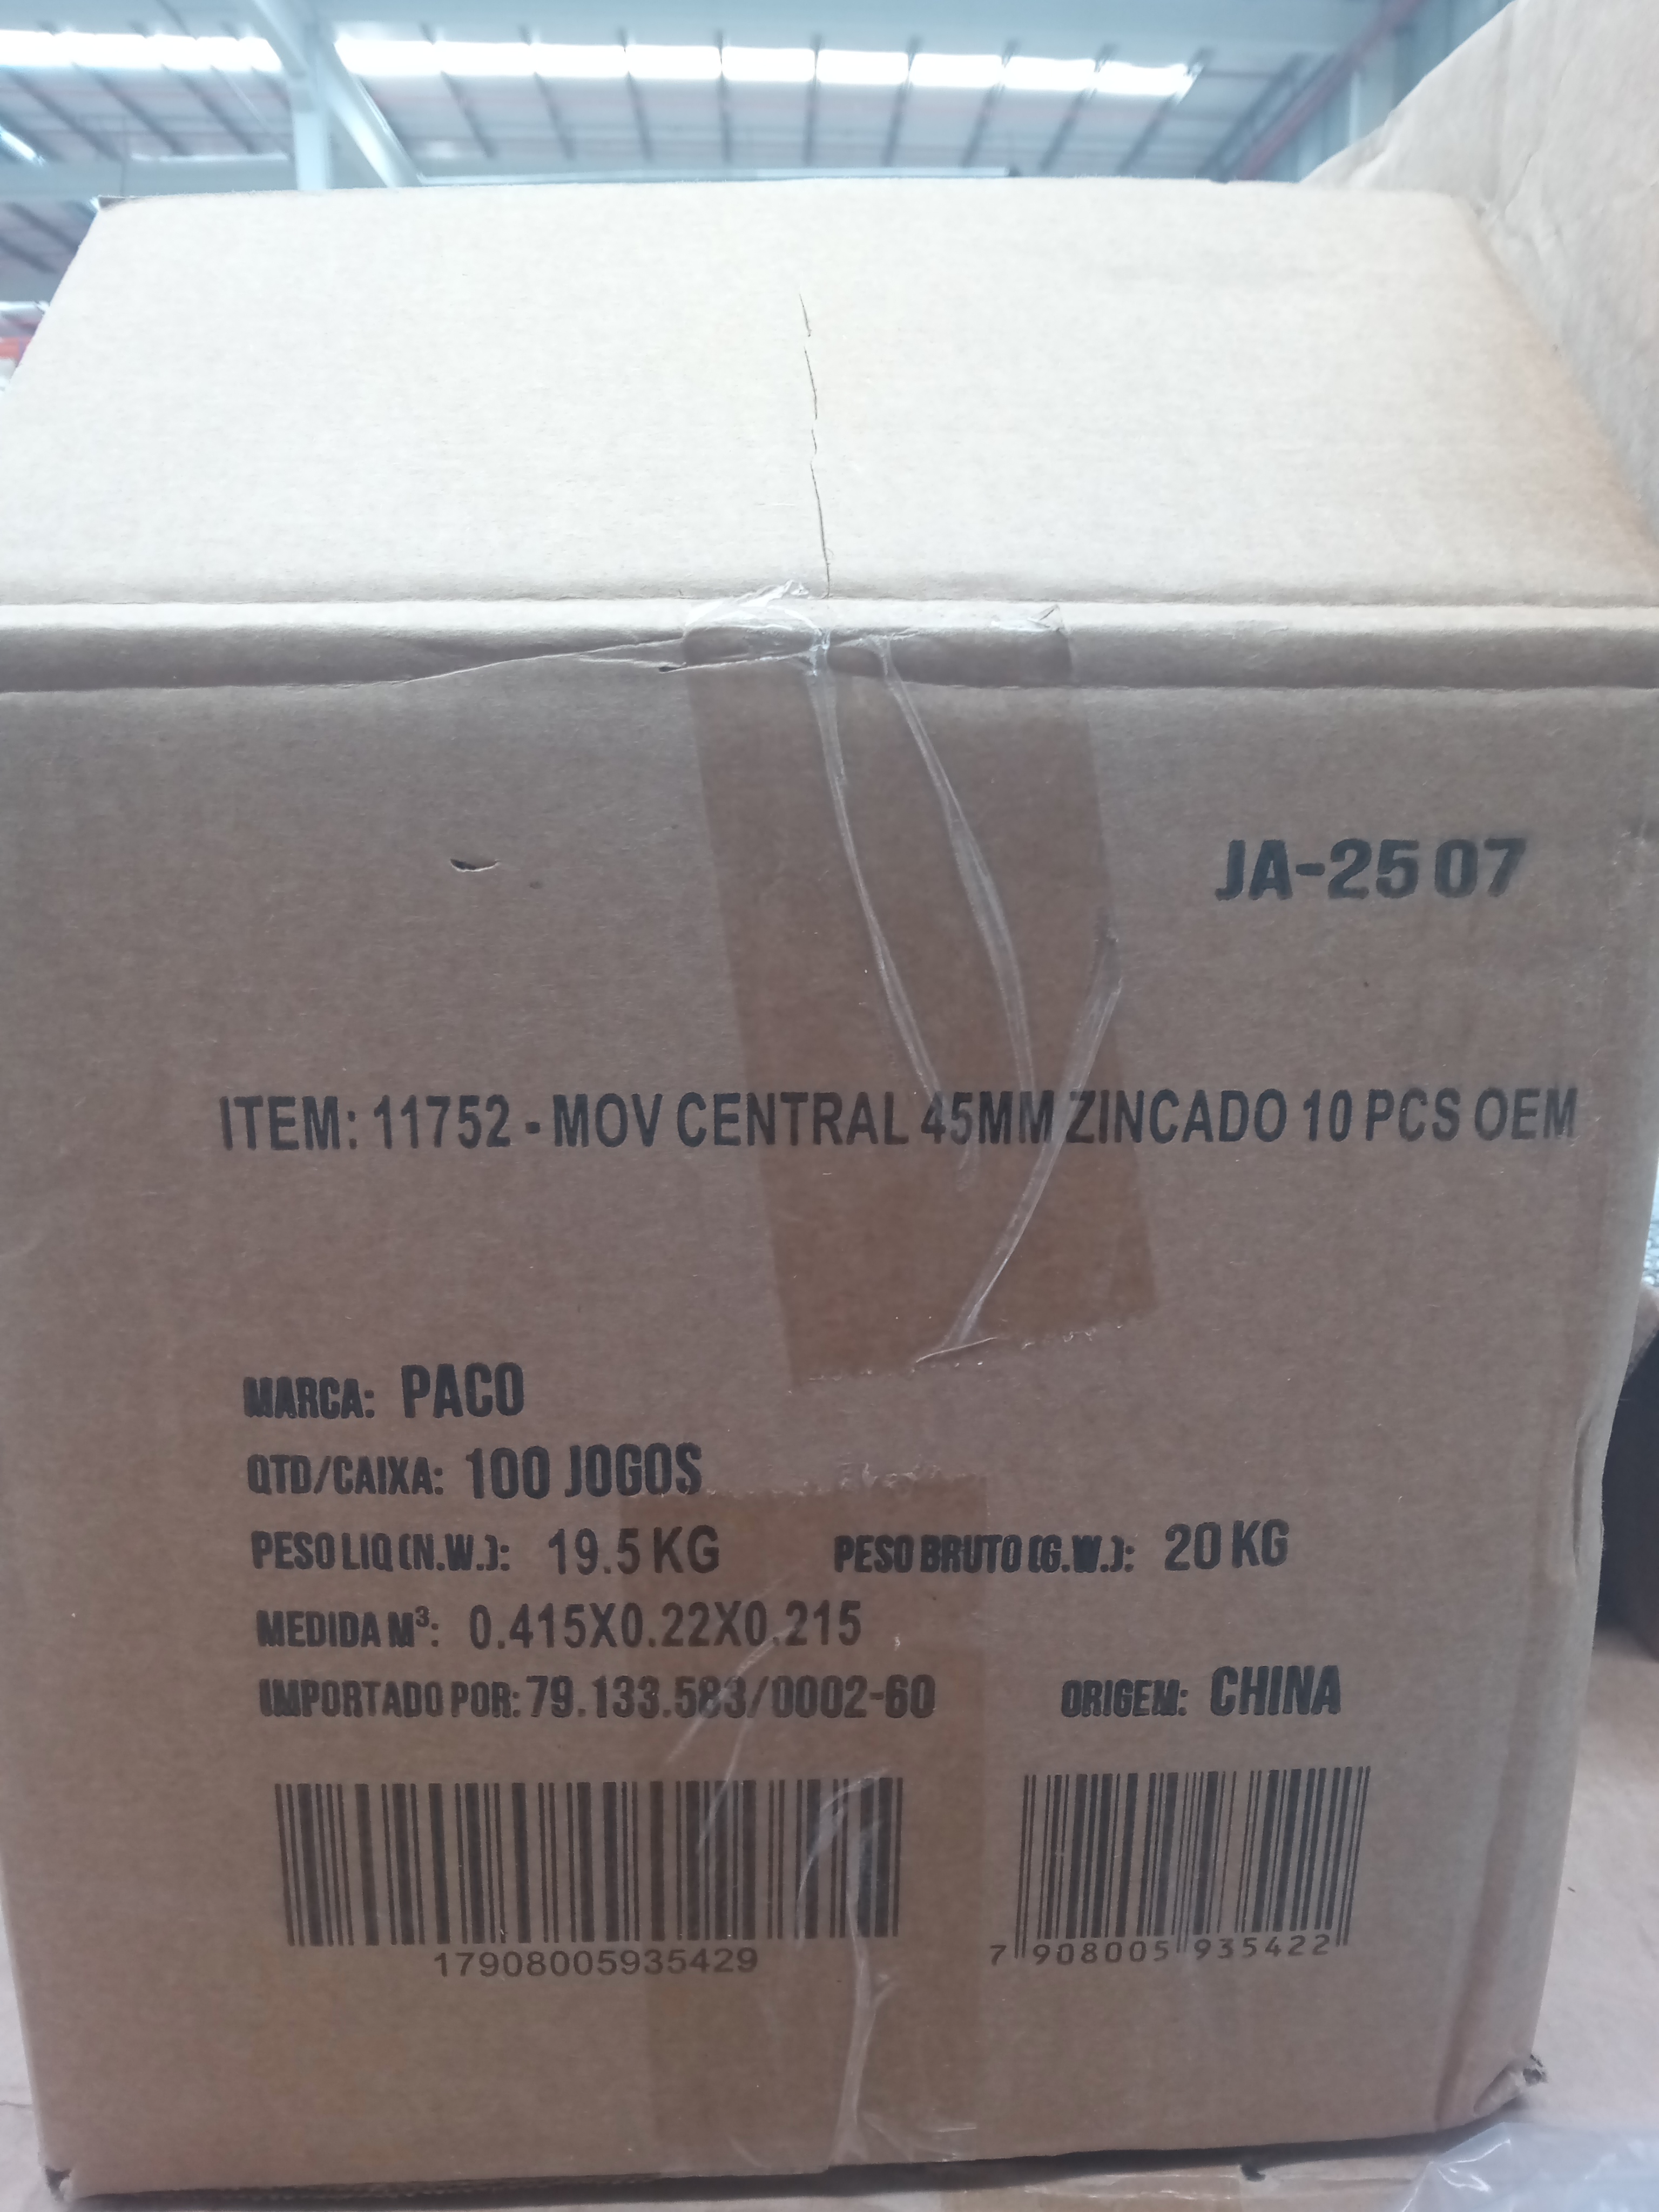 JA-2507
ITEM: 11752 - MOV CENTRAL 45MM ZINCADO 10 PCS OEM
MARCA: PACO
QTD/CAIXA: 100 JOGOS
PESO LIQ (N.W.): 19.5 KG PESO BRUTO (G.W.): 20 KG
MEDIDA M³: 0.415X0.22X0.215
IMPORTADO POR: 79.133.583/0002-60 ORIGEM: CHINA
17908005935429 7 908005 935422